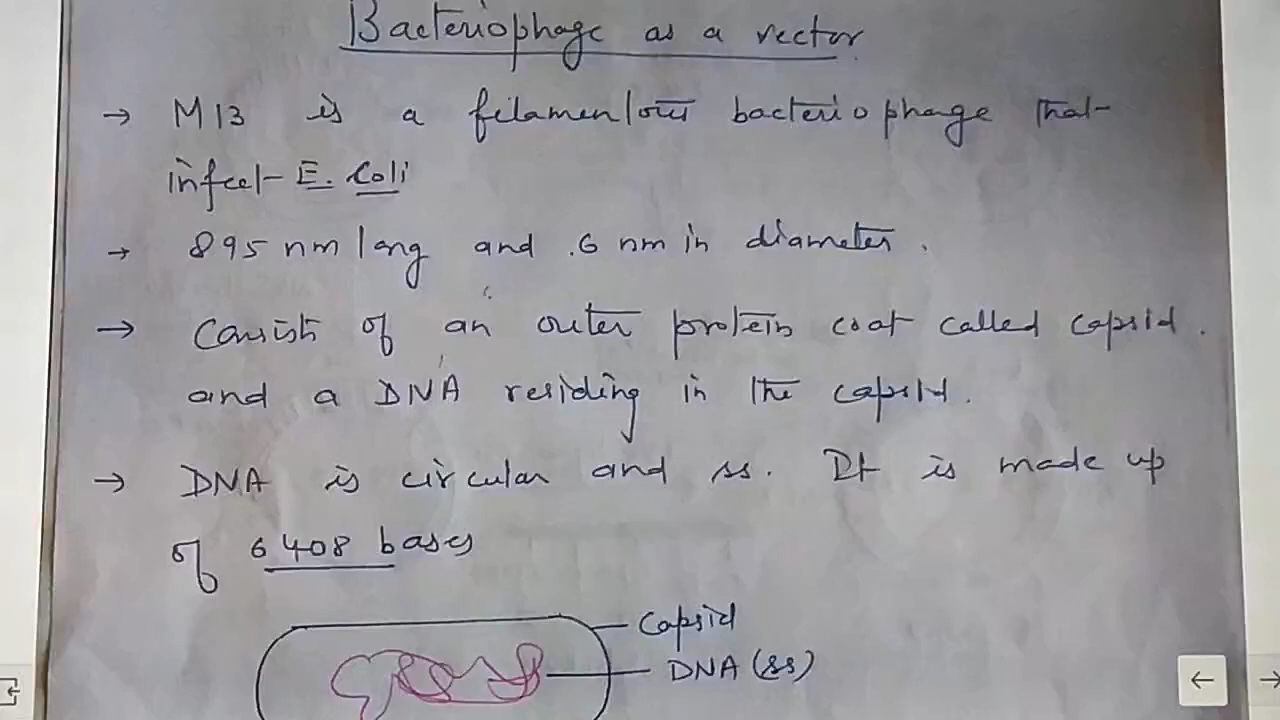 Bacteriophage as a vector.
→ M13 is a filamentous bacteriophage that
infect E. Coli
→ 895 nm long and .6 nm in diameter.
→ Consists of an outer protein coat called capsid.
and a DNA residing in the capsid.
→ DNA is circular and ss. It is made up
of 6408 bases
Capsid
DNA (ss)